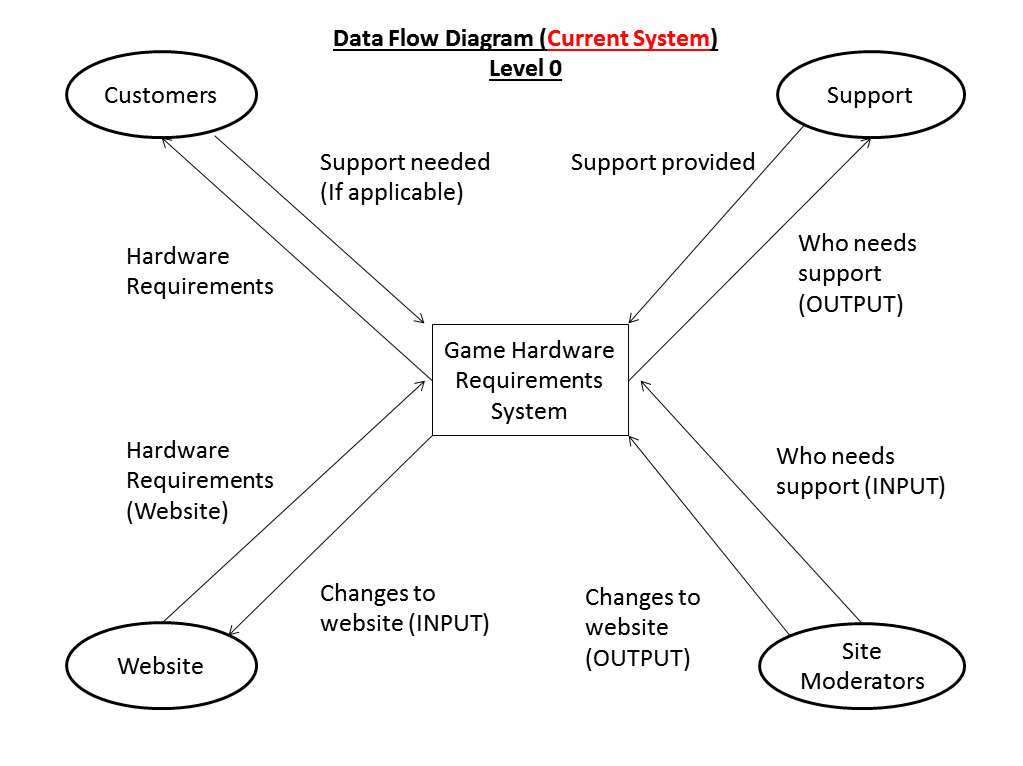 Data Flow Diagram (Current System)
Level 0
Customers
Support
Support needed
(If applicable)
Support provided
Hardware
Requirements
Who needs
support
(OUTPUT)
Game Hardware
Requirements
System
Hardware
Requirements
(Website)
Who needs
support (INPUT)
Changes to
website (INPUT)
Changes to
website
(OUTPUT)
Website
Site
Moderators